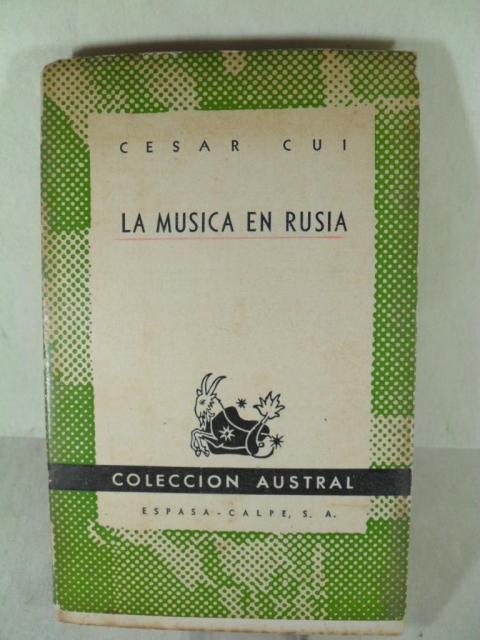 CESAR CUI
LA MUSICA EN RUSIA
COLECCION AUSTRAL
ESPASA-CALPE, S. A.